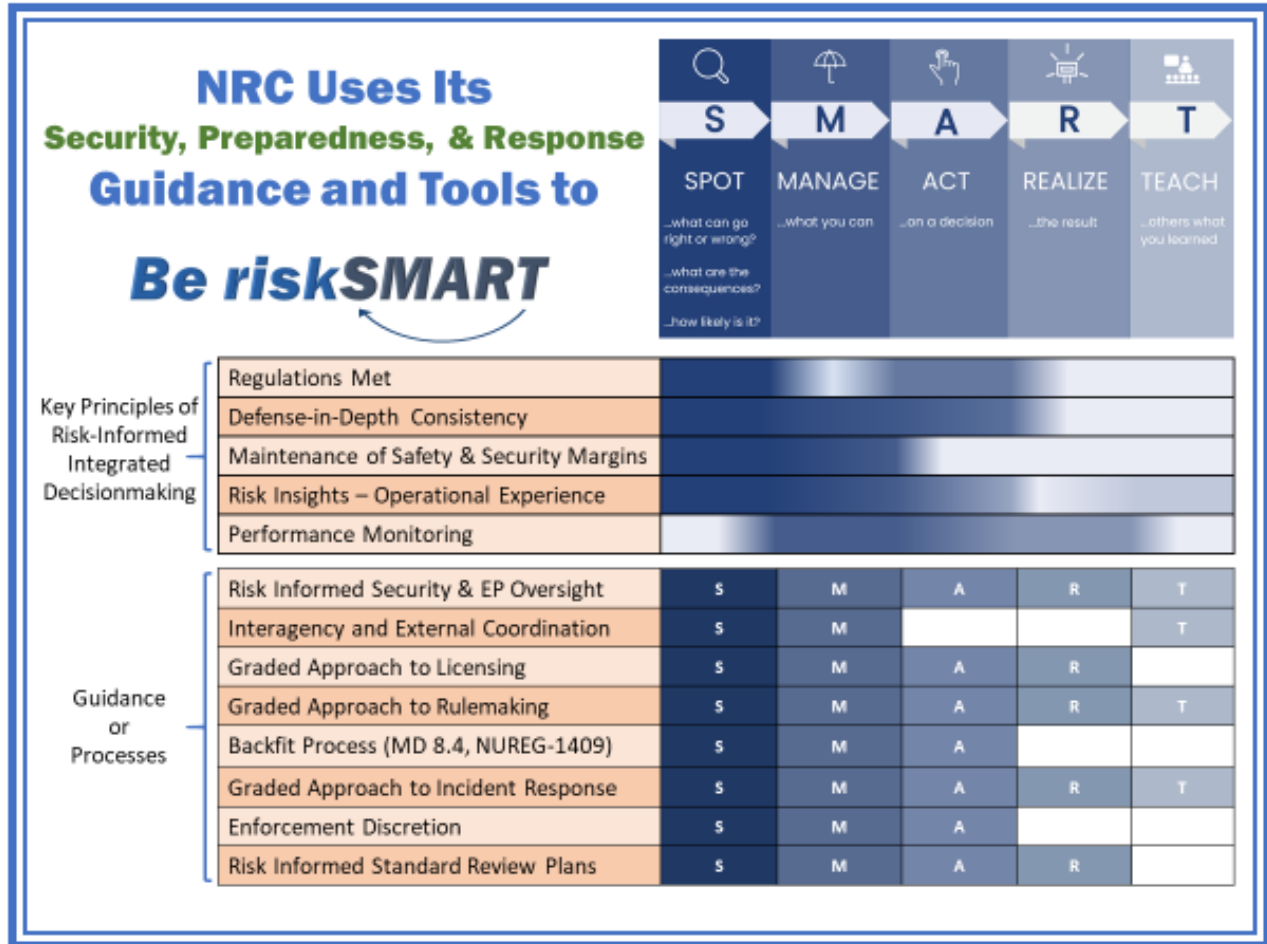 NRC Uses Its
Security, Preparedness, & Response
Guidance and Tools to
Be riskSMART
S M A R T
SPOT MANAGE ACT REALIZE TEACH
...what can go
right or wrong?
...what are the
consequences?
...how likely is it?
...what you can
...on a decision
...the result
...others what
you learned
Key Principles of
Risk-Informed
Integrated
Decisionmaking
Regulations Met
Defense-in-Depth Consistency
Maintenance of Safety & Security Margins
Risk Insights – Operational Experience
Performance Monitoring
Guidance
or
Processes
Risk Informed Security & EP Oversight S M A R T
Interagency and External Coordination S M T
Graded Approach to Licensing S M A R
Graded Approach to Rulemaking S M A R T
Backfit Process (MD 8.4, NUREG-1409) S M A
Graded Approach to Incident Response S M A R T
Enforcement Discretion S M A
Risk Informed Standard Review Plans S M A R